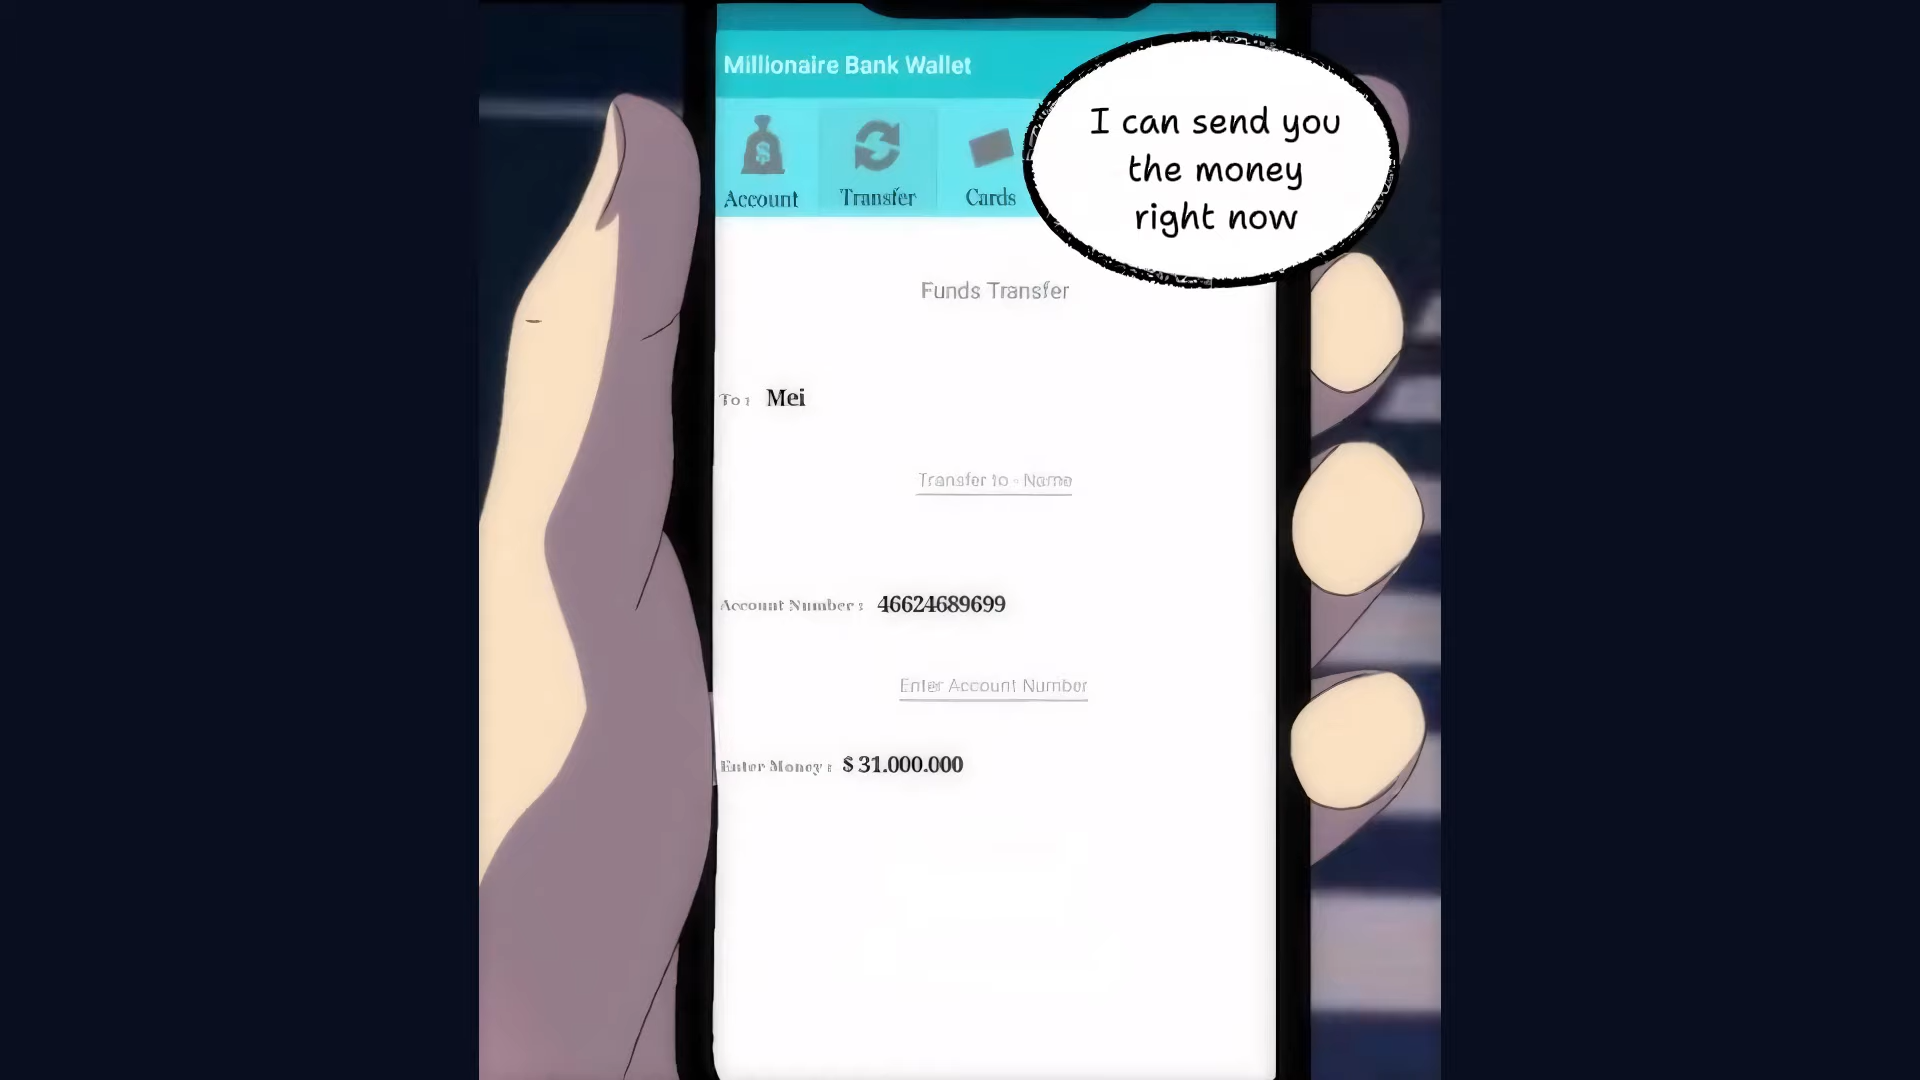 Millionaire Bank Wallet
I can send you
the money
right now
Account Transfer Cards
Funds Transfer
To : Mei
Transfer to - Name
Account Number : 46624689699
Enter Account Number
Enter Money : $ 31.000.000